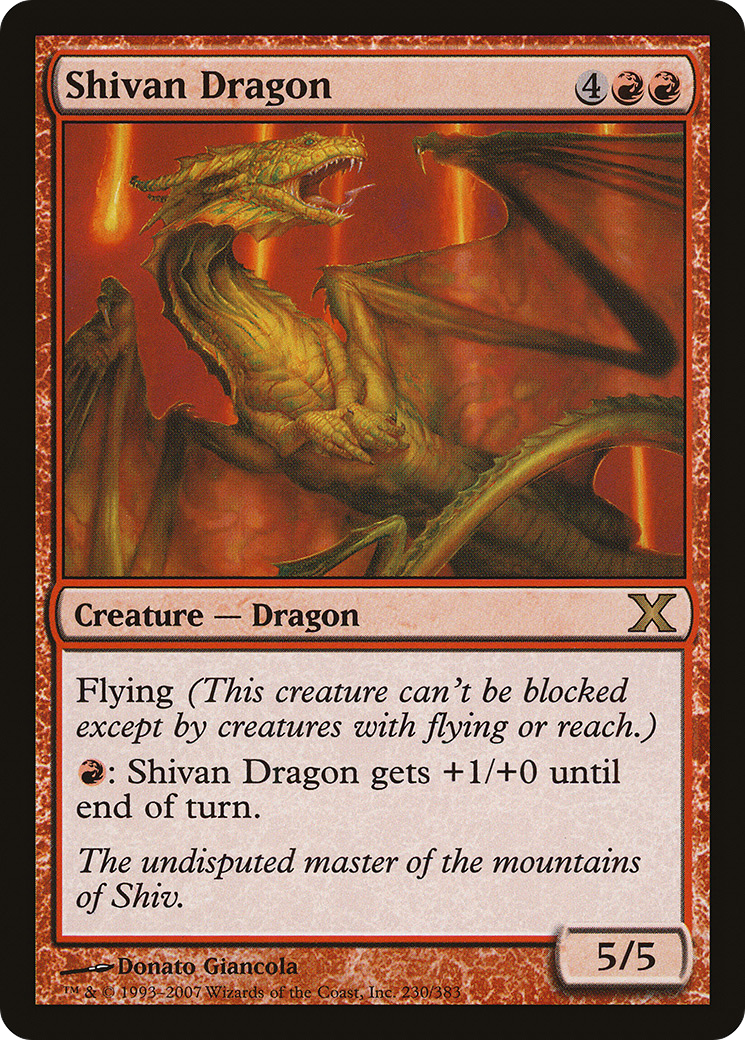 Shivan Dragon 4
Creature — Dragon X
Flying (This creature can't be blocked
except by creatures with flying or reach.)
: Shivan Dragon gets +1/+0 until
end of turn.
The undisputed master of the mountains
of Shiv.
5/5
Donato Giancola
™ & © 1993–2007 Wizards of the Coast, Inc. 230/383